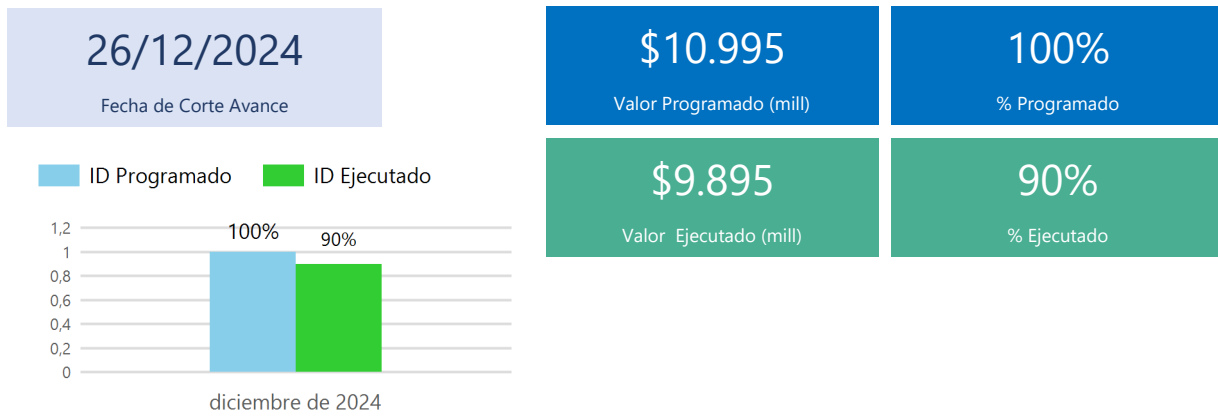 26/12/2024
Fecha de Corte Avance
$10.995
Valor Programado (mill)
100%
% Programado
$9.895
Valor Ejecutado (mill)
90%
% Ejecutado
ID Programado
ID Ejecutado
1,2
1
0,8
0,6
0,4
0,2
0
100%
90%
diciembre de 2024